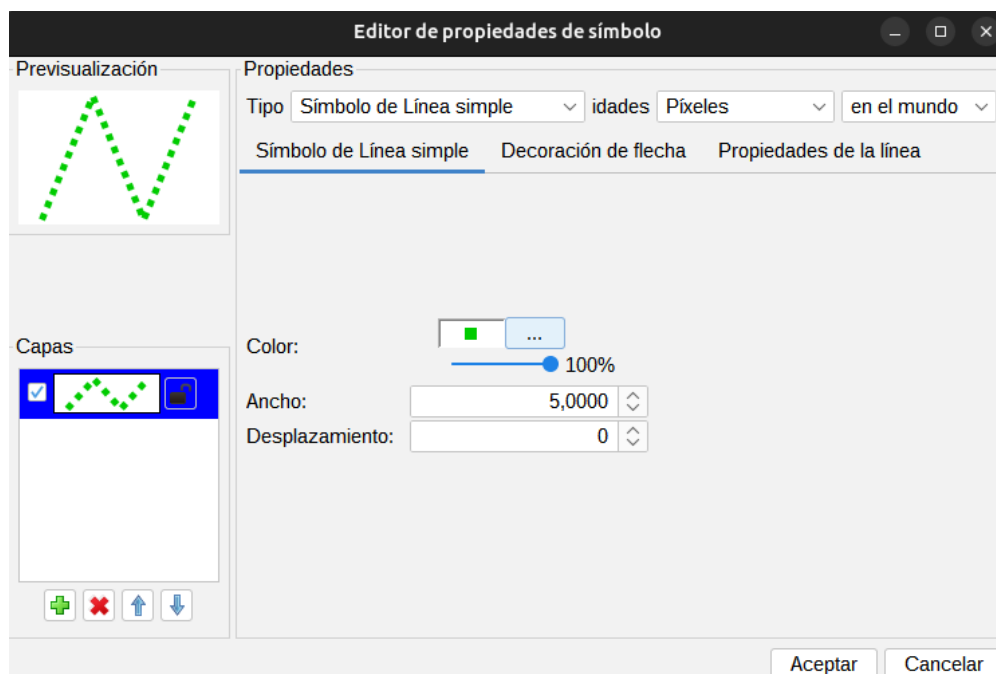 Editor de propiedades de símbolo
Previsualización
Propiedades
Tipo Símbolo de Línea simple idades Píxeles en el mundo
Símbolo de Línea simple Decoración de flecha Propiedades de la línea
Capas
Color: ...
100%
Ancho: 5,0000
Desplazamiento: 0
Aceptar Cancelar